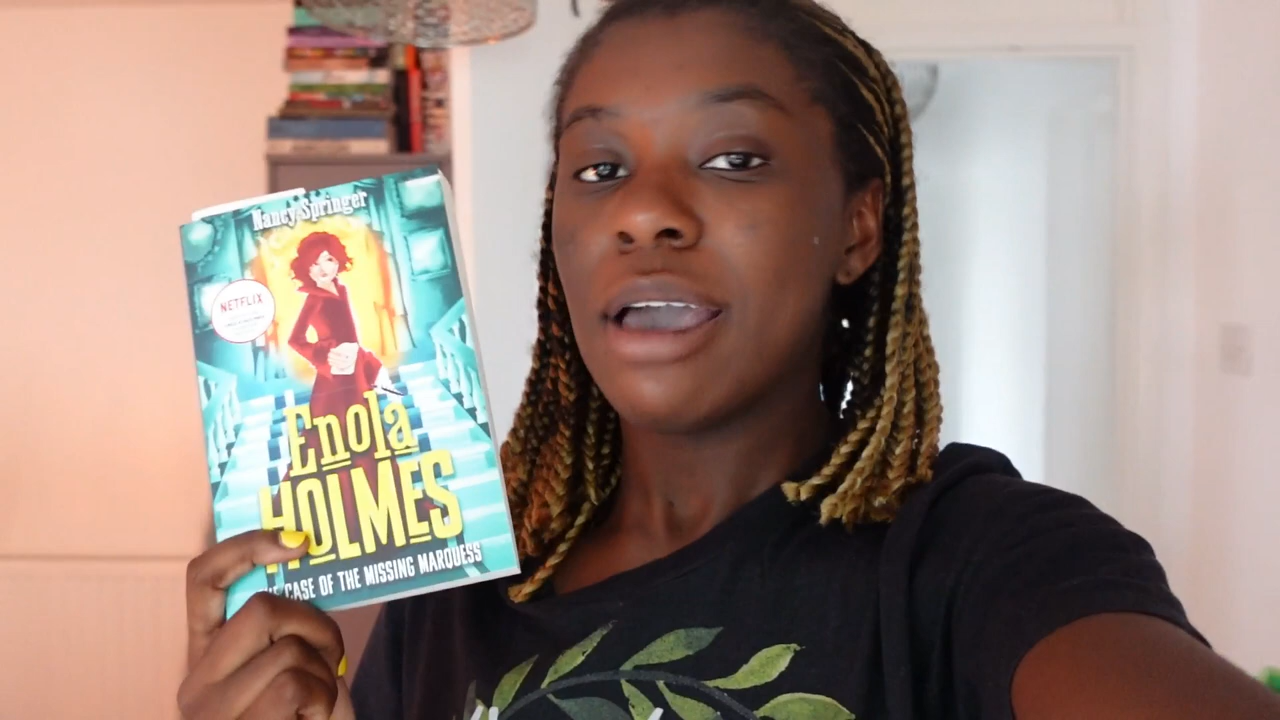 Nancy Springer
NETFLIX
Enola
HOLMES
CASE OF THE MISSING MARQUESS